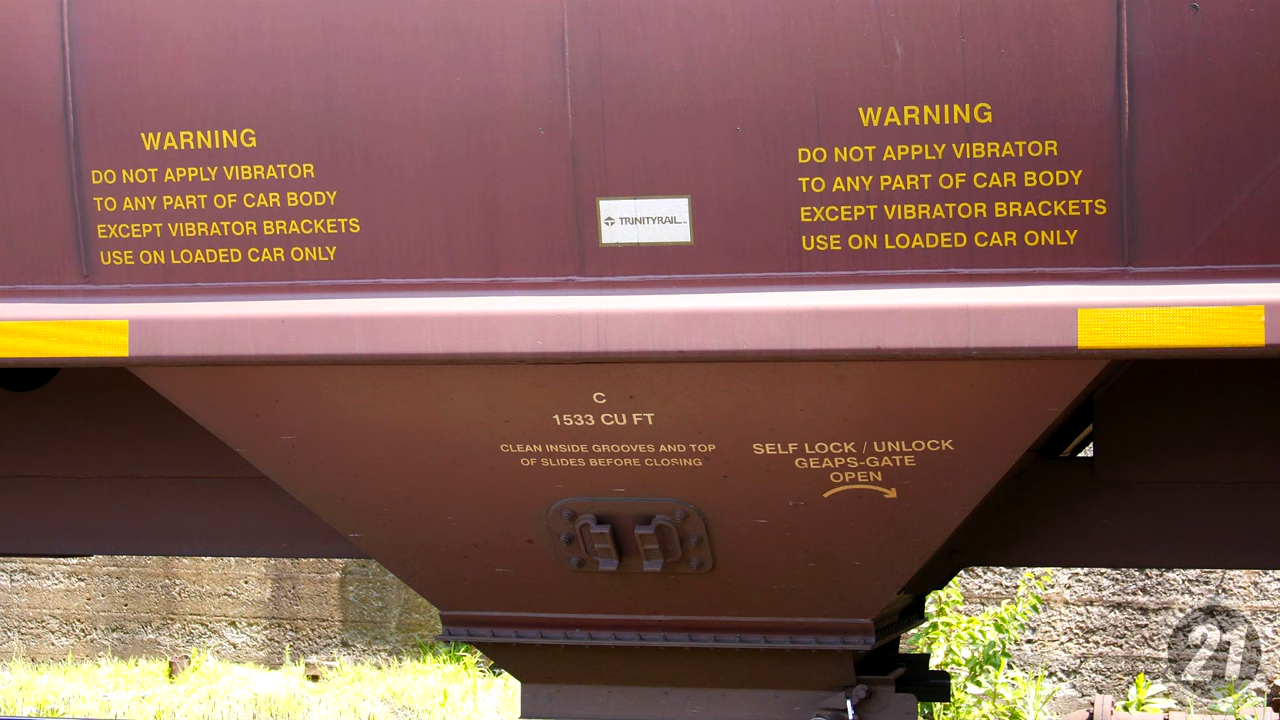 WARNING
DO NOT APPLY VIBRATOR
TO ANY PART OF CAR BODY
EXCEPT VIBRATOR BRACKETS
USE ON LOADED CAR ONLY
TRINITYRAIL
WARNING
DO NOT APPLY VIBRATOR
TO ANY PART OF CAR BODY
EXCEPT VIBRATOR BRACKETS
USE ON LOADED CAR ONLY
C
1533 CU FT
CLEAN INSIDE GROOVES AND TOP
OF SLIDES BEFORE CLOSING
SELF LOCK / UNLOCK
GEAPS-GATE
OPEN
21